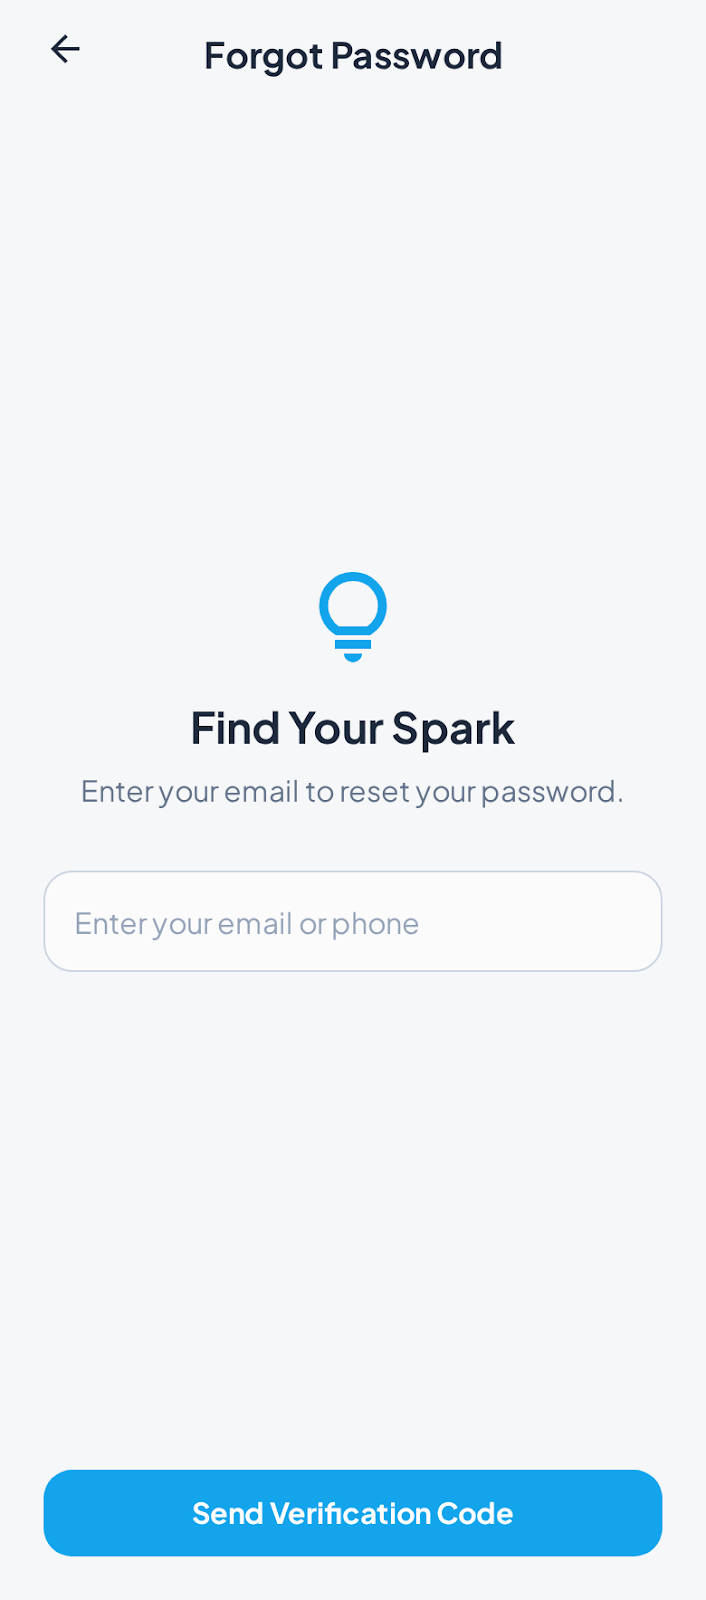 Forgot Password
Find Your Spark
Enter your email to reset your password.
Enter your email or phone
Send Verification Code